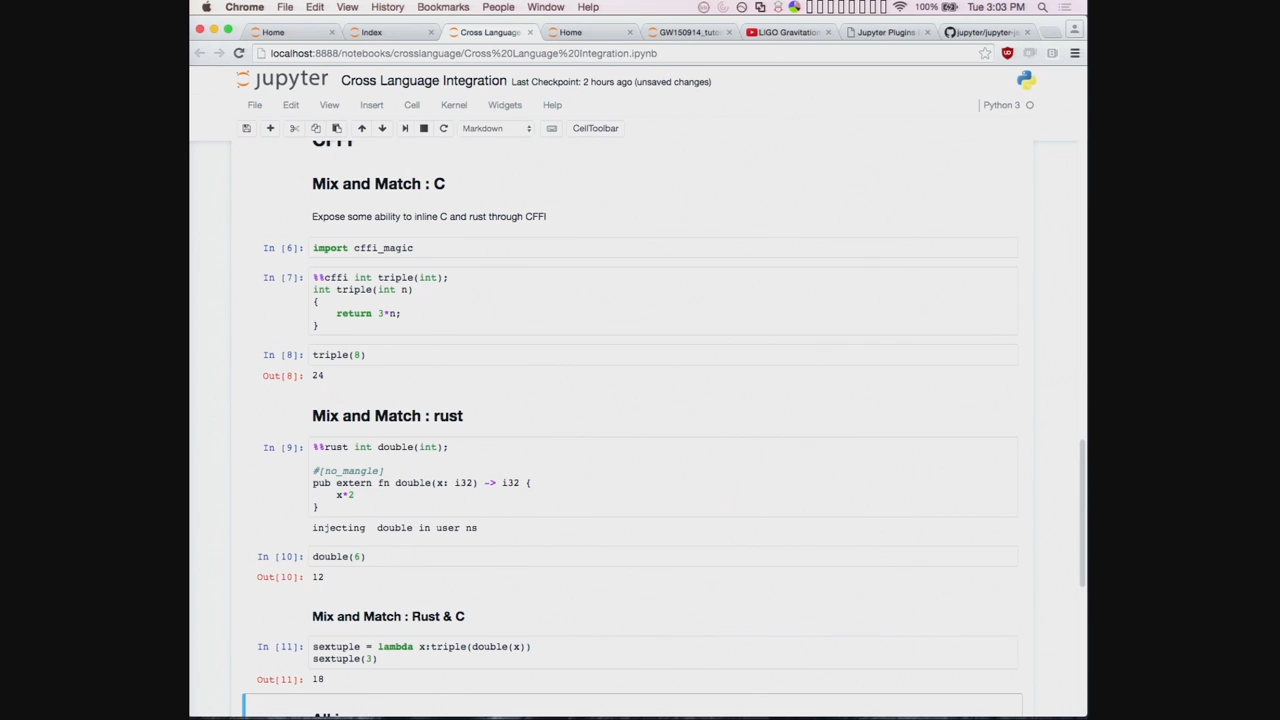 Chrome File Edit View History Bookmarks People Window Help 100% Tue 3:03 PM
Home Index Cross Language Home GW150914_tuto LIGO Gravitation Jupyter Plugins jupyter/jupyter-js
localhost:8888/notebooks/crosslanguage/Cross%20Language%20Integration.ipynb
jupyter Cross Language Integration Last Checkpoint: 2 hours ago (unsaved changes)
File Edit View Insert Cell Kernel Widgets Help Python 3
Markdown CellToolbar
CFFI
Mix and Match : C
Expose some ability to inline C and rust through CFFI
In [6]: import cffi_magic
In [7]: %%cffi int triple(int);
int triple(int n)
{
return 3*n;
}
In [8]: triple(8)
Out[8]: 24
Mix and Match : rust
In [9]: %%rust int double(int);
#[no_mangle]
pub extern fn double(x: i32) -> i32 {
x*2
}
injecting double in user ns
In [10]: double(6)
Out[10]: 12
Mix and Match : Rust & C
In [11]: sextuple = lambda x:triple(double(x))
sextuple(3)
Out[11]: 18